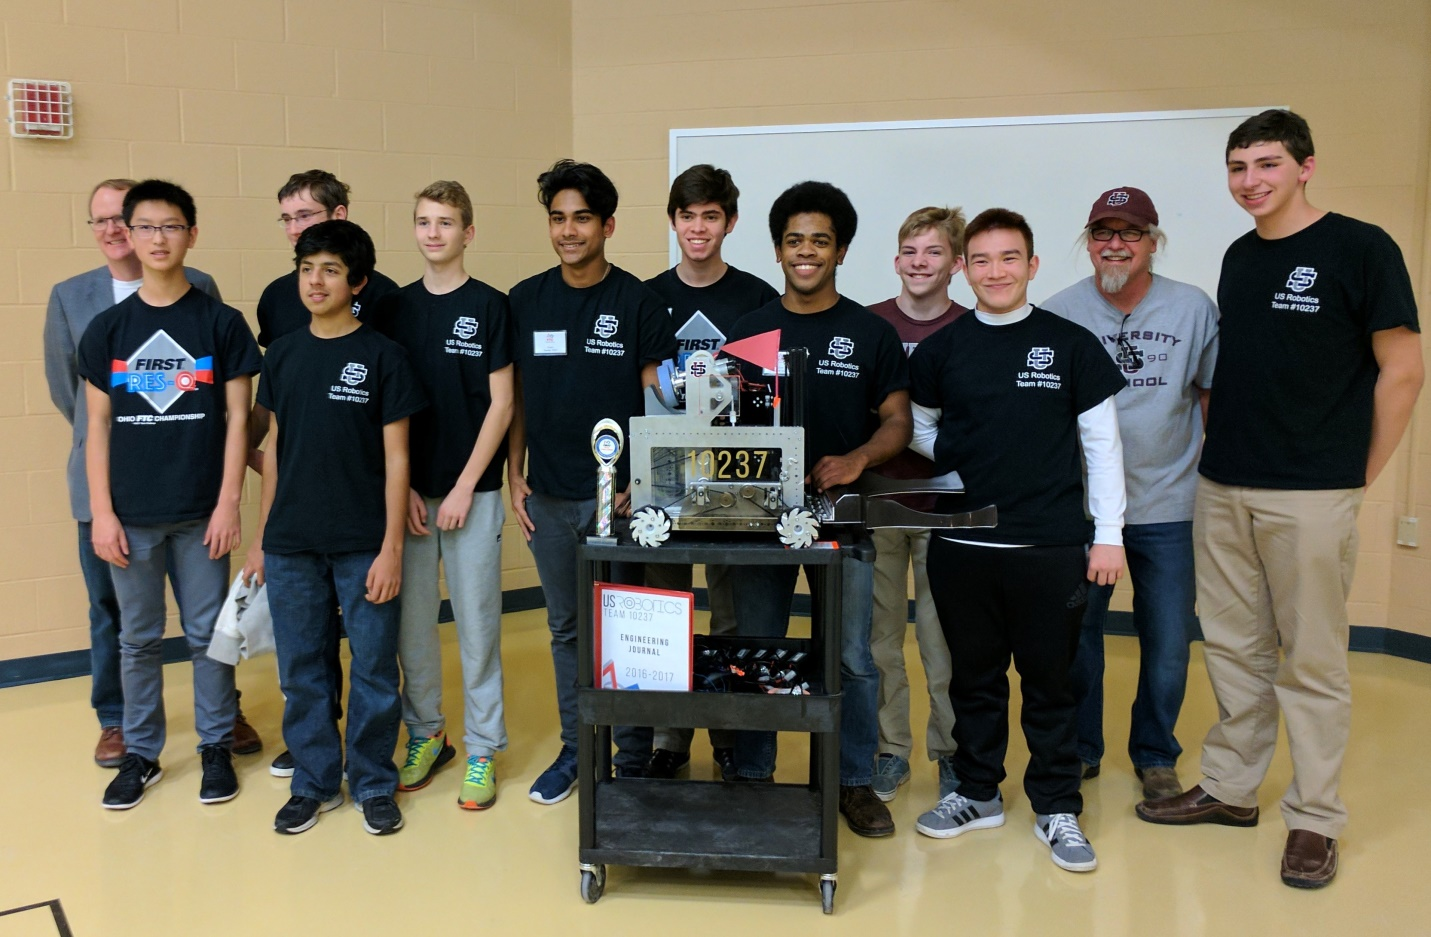 FIRST
RES-Q
OHIO FTC CHAMPIONSHIP
US Robotics
Team #10237
US Robotics
Team #10237
US Robotics
Team #10237
FIRST
US Robotics
Team #10237
US Robotics
Team #10237
UNIVERSITY
90
SCHOOL
US Robotics
Team #10237
10237
US ROBOTICS
TEAM 10237
ENGINEERING
JOURNAL
2016-2017